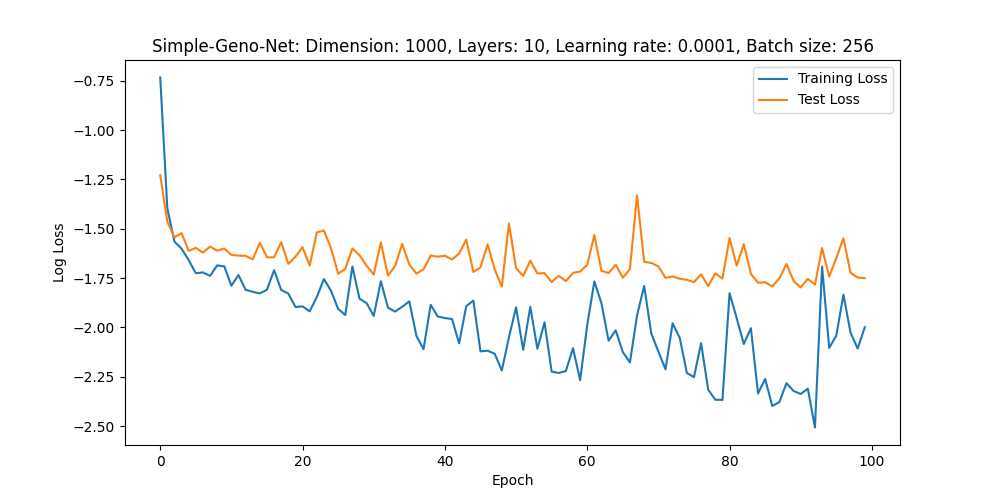 Simple-Geno-Net: Dimension: 1000, Layers: 10, Learning rate: 0.0001, Batch size: 256
Training Loss
Test Loss
Log Loss
−0.75
−1.00
−1.25
−1.50
−1.75
−2.00
−2.25
−2.50
0 20 40 60 80 100
Epoch